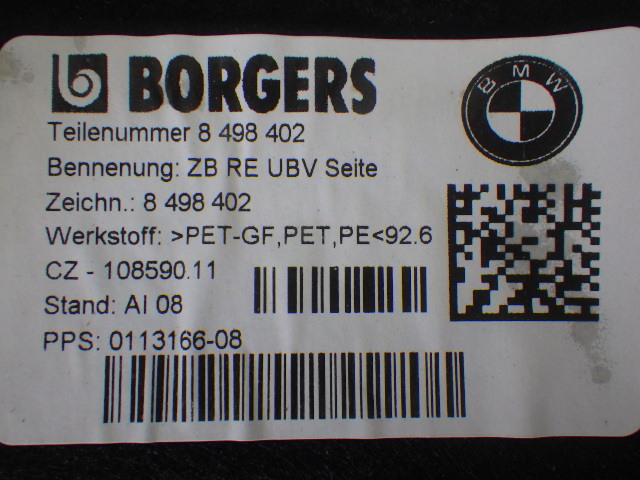 BORGERS
BMW
Teilenummer 8 498 402
Bennenung: ZB RE UBV Seite
Zeichn.: 8 498 402
Werkstoff: >PET-GF,PET,PE<92.6
CZ - 108590.11
Stand: AI 08
PPS: 0113166-08